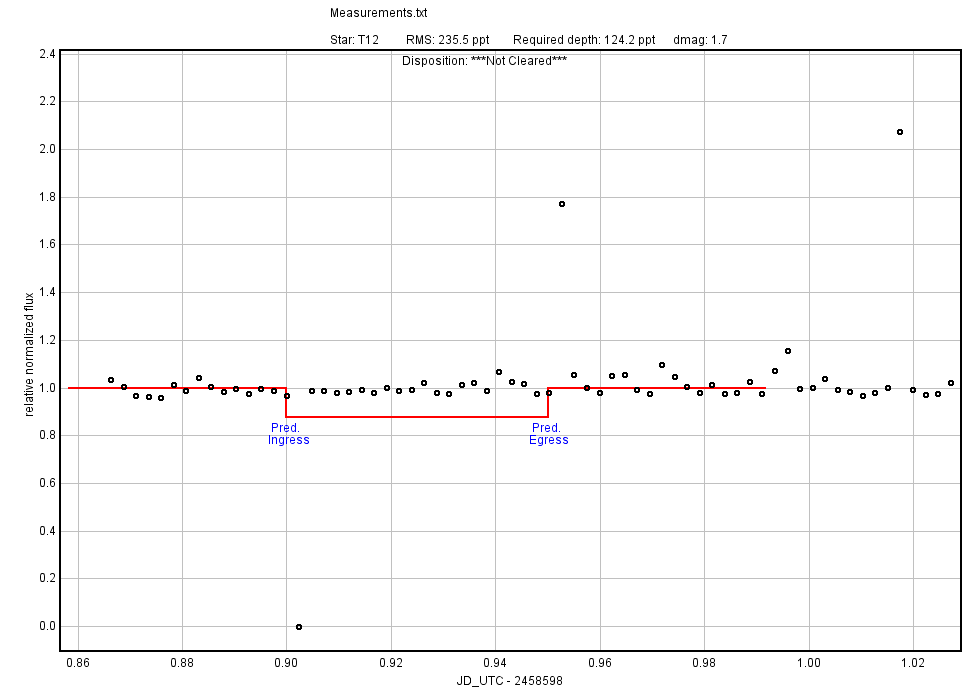 Measurements.txt
Star: T12 RMS: 235.5 ppt Required depth: 124.2 ppt dmag: 1.7
Disposition: ***Not Cleared***
2.4
2.2
2.0
1.8
1.6
1.4
1.2
1.0
0.8
0.6
0.4
0.2
0.0
relative normalized flux
Pred.
Ingress
Pred.
Egress
0.86 0.88 0.90 0.92 0.94 0.96 0.98 1.00 1.02
JD_UTC - 2458598